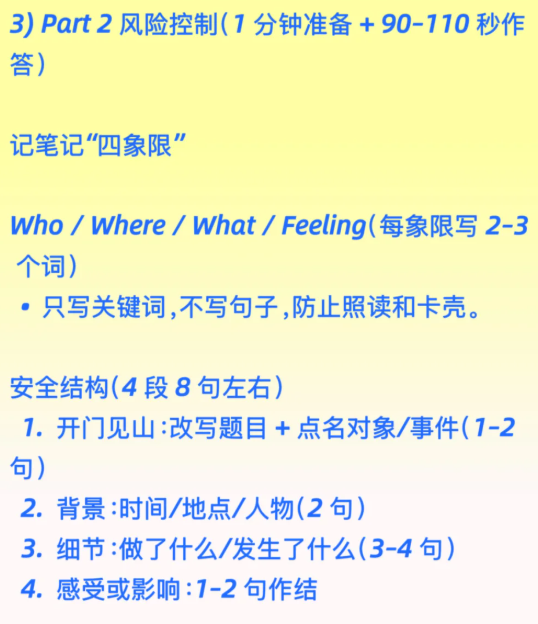 3) Part 2 风险控制(1 分钟准备 + 90-110 秒作
答)
记笔记“四象限”
Who / Where / What / Feeling(每象限写 2-3
个词)
• 只写关键词,不写句子,防止照读和卡壳。
安全结构(4 段 8 句左右)
1. 开门见山:改写题目 + 点名对象/事件(1-2
句)
2. 背景:时间/地点/人物(2 句)
3. 细节:做了什么/发生了什么(3-4 句)
4. 感受或影响:1-2 句作结